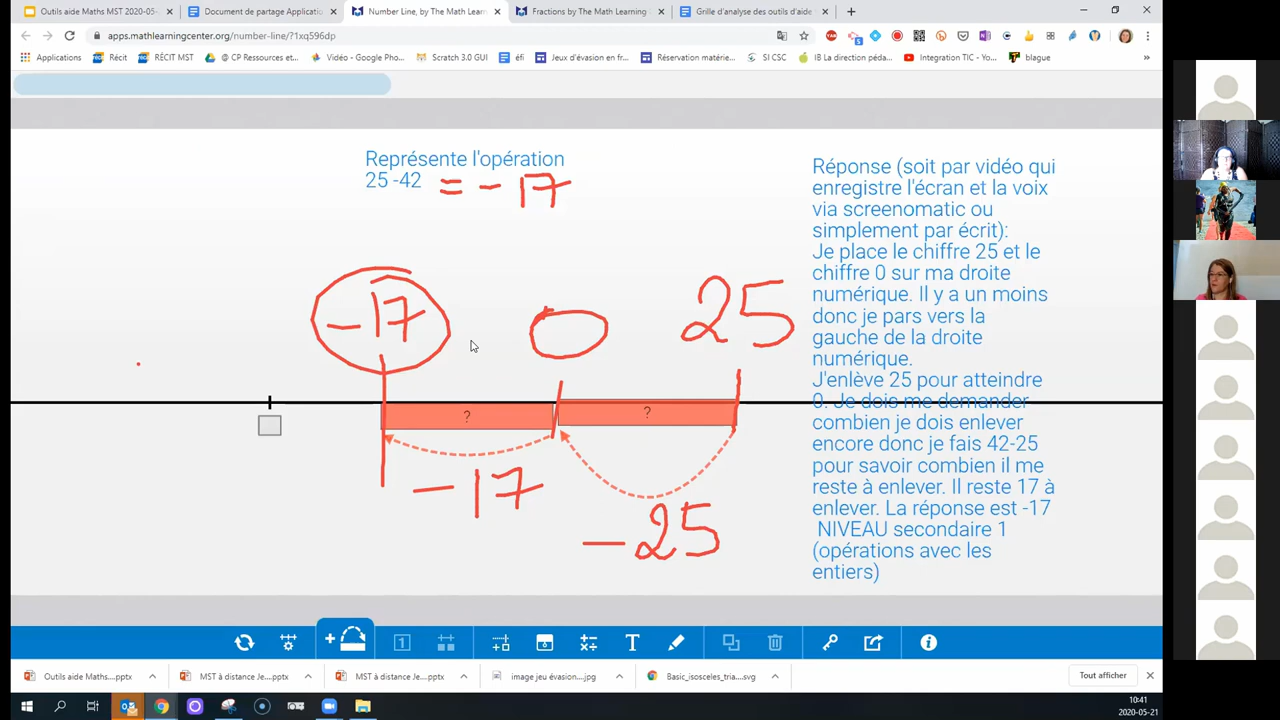 Outils aide Maths MST 2020-05-
Document de partage Applicatio
Number Line, by The Math Learn
Fractions by The Math Learning
Grille d'analyse des outils d'aide
apps.mathlearningcenter.org/number-line/?1xq596dp
Applications
Récit
RÉCIT MST
@ CP Ressources et...
Vidéo - Google Pho...
Scratch 3.0 GUI
éfi
Jeux d'évasion en fr...
Réservation matérie...
SI CSC
IB La direction péda...
Integration TIC - Yo...
blague
Représente l'opération
25 -42 = - 17
-17
0
25
?
?
-17
-25
Réponse (soit par vidéo qui
enregistre l'écran et la voix
via screenomatic ou
simplement par écrit):
Je place le chiffre 25 et le
chiffre 0 sur ma droite
numérique. Il y a un moins
donc je pars vers la
gauche de la droite
numérique.
J'enlève 25 pour atteindre
0. Je dois me demander
combien je dois enlever
encore donc je fais 42-25
pour savoir combien il me
reste à enlever. Il reste 17 à
enlever. La réponse est -17
NIVEAU secondaire 1
(opérations avec les
entiers)
1
T
Outils aide Maths....pptx
MST à distance Je....pptx
MST à distance Je....pptx
image jeu évasion....jpg
Basic_isosceles_tria....svg
Tout afficher
10:41
2020-05-21